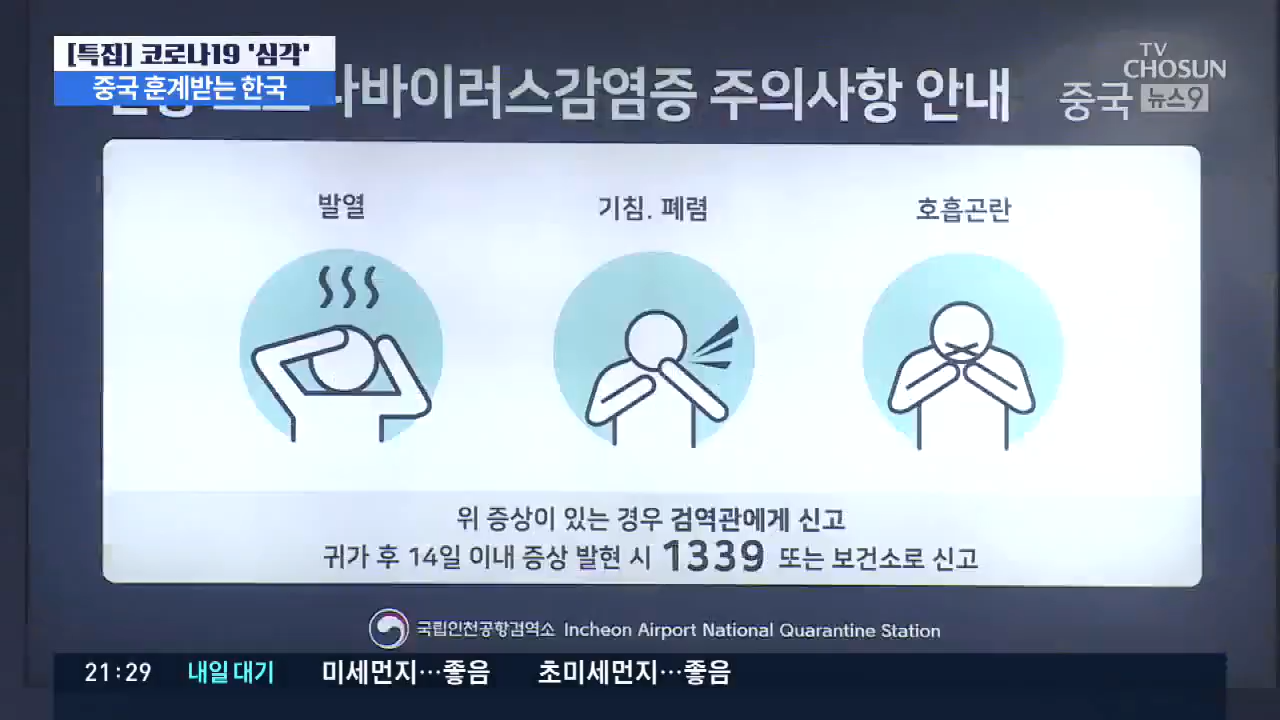 [특집] 코로나19 '심각'
중국 훈계받는 한국
나바이러스감염증 주의사항 안내
중국
TV
CHOSUN
뉴스9
발열
기침. 폐렴
호흡곤란
위 증상이 있는 경우 검역관에게 신고
귀가 후 14일 이내 증상 발현 시 1339 또는 보건소로 신고
국립인천공항검역소 Incheon Airport National Quarantine Station
21:29 내일 대기 미세먼지…좋음 초미세먼지…좋음